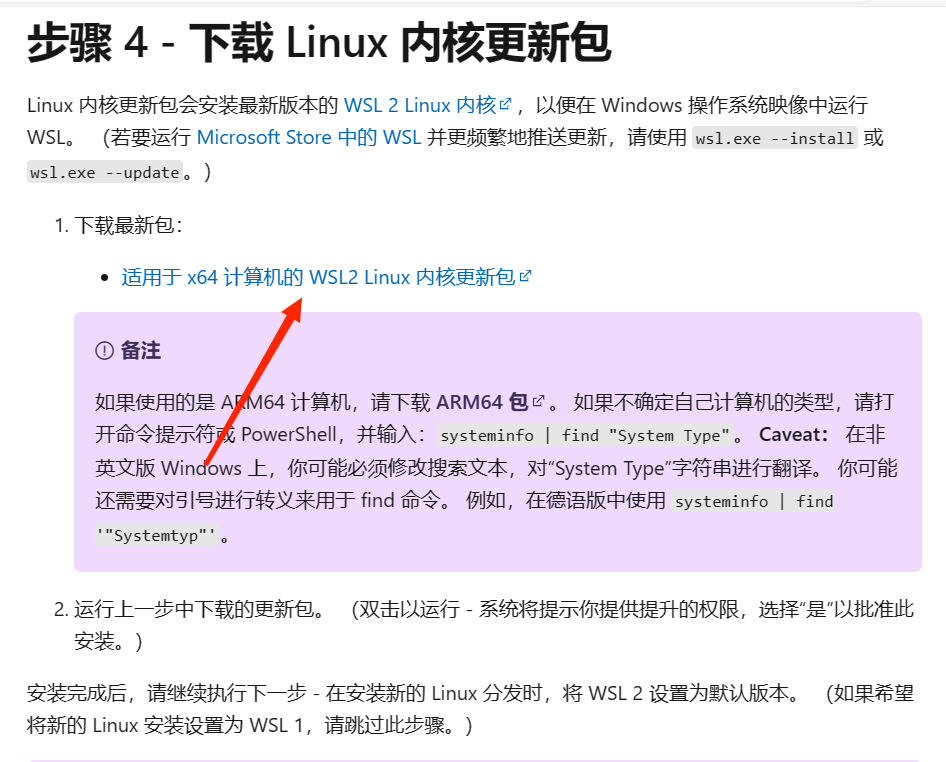 步骤 4 - 下载 Linux 内核更新包
Linux 内核更新包会安装最新版本的 WSL 2 Linux 内核，以便在 Windows 操作系统映像中运行
WSL。 （若要运行 Microsoft Store 中的 WSL 并更频繁地推送更新，请使用 wsl.exe --install 或
wsl.exe --update。）
1. 下载最新包：
• 适用于 x64 计算机的 WSL2 Linux 内核更新包
备注
如果使用的是 ARM64 计算机，请下载 ARM64 包。 如果不确定自己计算机的类型，请打
开命令提示符或 PowerShell，并输入： systeminfo | find "System Type"。 Caveat： 在非
英文版 Windows 上，你可能必须修改搜索文本，对“System Type”字符串进行翻译。 你可能
还需要对引号进行转义来用于 find 命令。 例如，在德语版中使用 systeminfo | find
'"Systemtyp"'。
2. 运行上一步中下载的更新包。 （双击以运行 - 系统将提示你提供提升的权限，选择“是”以批准此
安装。）
安装完成后，请继续执行下一步 - 在安装新的 Linux 分发时，将 WSL 2 设置为默认版本。 （如果希望
将新的 Linux 安装设置为 WSL 1，请跳过此步骤。）